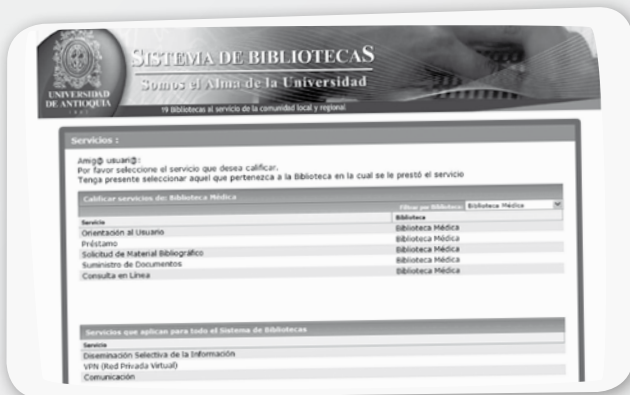 UNIVERSIDAD
DE ANTIOQUIA
SISTEMA DE BIBLIOTECAS
Somos el Alma de la Universidad
19 Bibliotecas al servicio de la comunidad local y regional
Servicios :
Amig@ usuari@:
Por favor seleccione el servicio que desea calificar.
Tenga presente seleccionar aquel que pertenezca a la Biblioteca en la cual se le prestó el servicio
Calificar servicios de: Biblioteca Médica
Filtrar por Biblioteca: Biblioteca Médica
Servicio Biblioteca
Orientación al Usuario Biblioteca Médica
Préstamo Biblioteca Médica
Solicitud de Material Bibliográfico Biblioteca Médica
Suministro de Documentos Biblioteca Médica
Consulta en Línea Biblioteca Médica
Servicios que aplican para todo el Sistema de Bibliotecas
Servicio
Diseminación Selectiva de la Información
VPN (Red Privada Virtual)
Comunicación